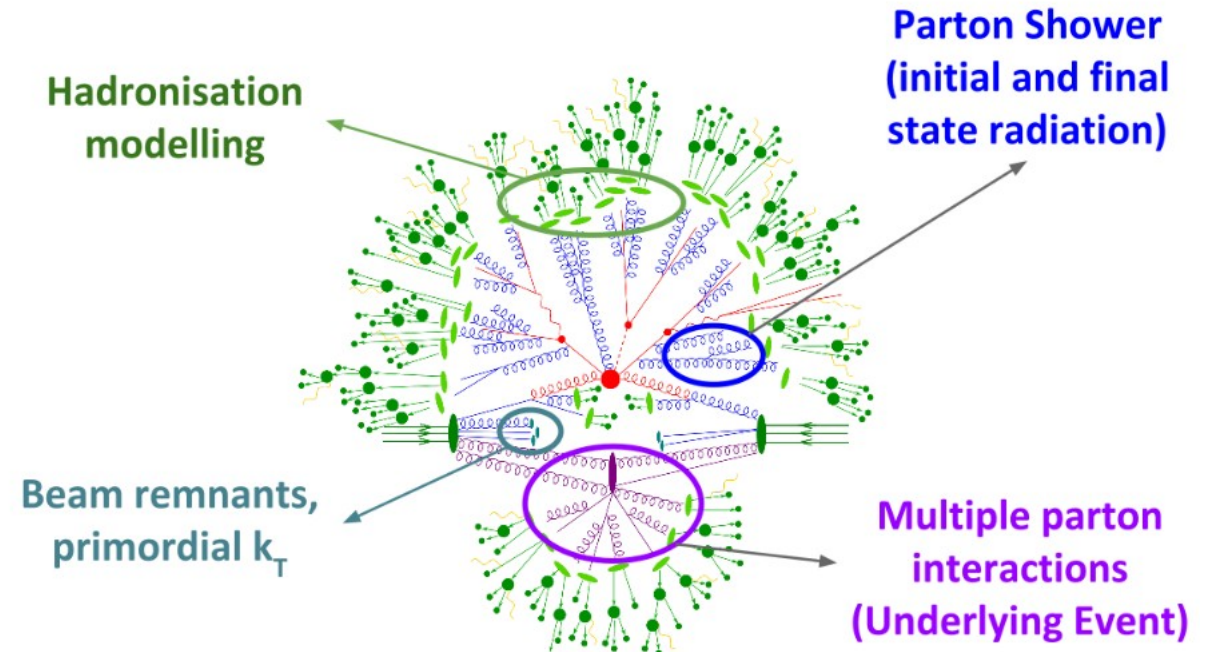 Parton Shower
(initial and final
state radiation)
Hadronisation
modelling
Beam remnants,
primordial k_T
Multiple parton
interactions
(Underlying Event)